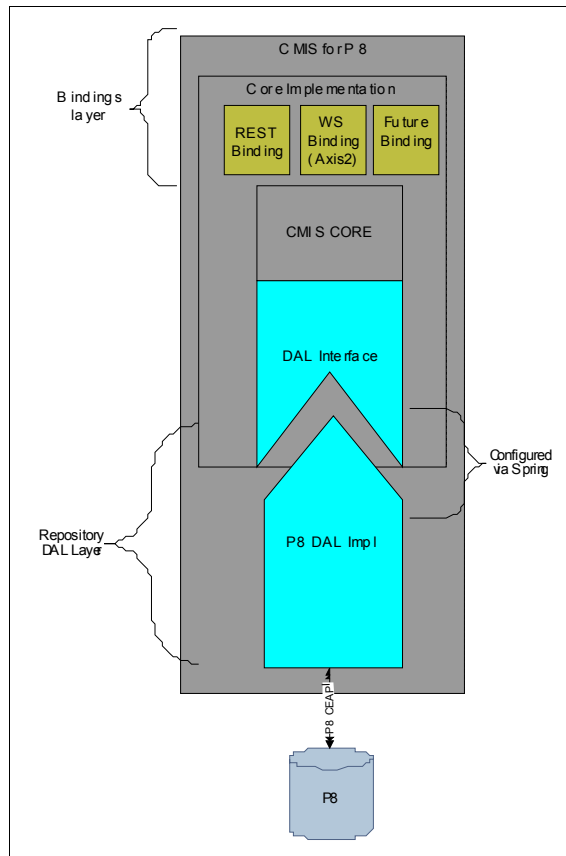 CMIS for P8
Bindings
layer
Core Implementation
REST
Binding
WS
Binding
(Axis2)
Future
Binding
CMIS CORE
DAL Interface
Configured
via Spring
Repository
DAL Layer
P8 DAL Impl
P8 CEAPI
P8